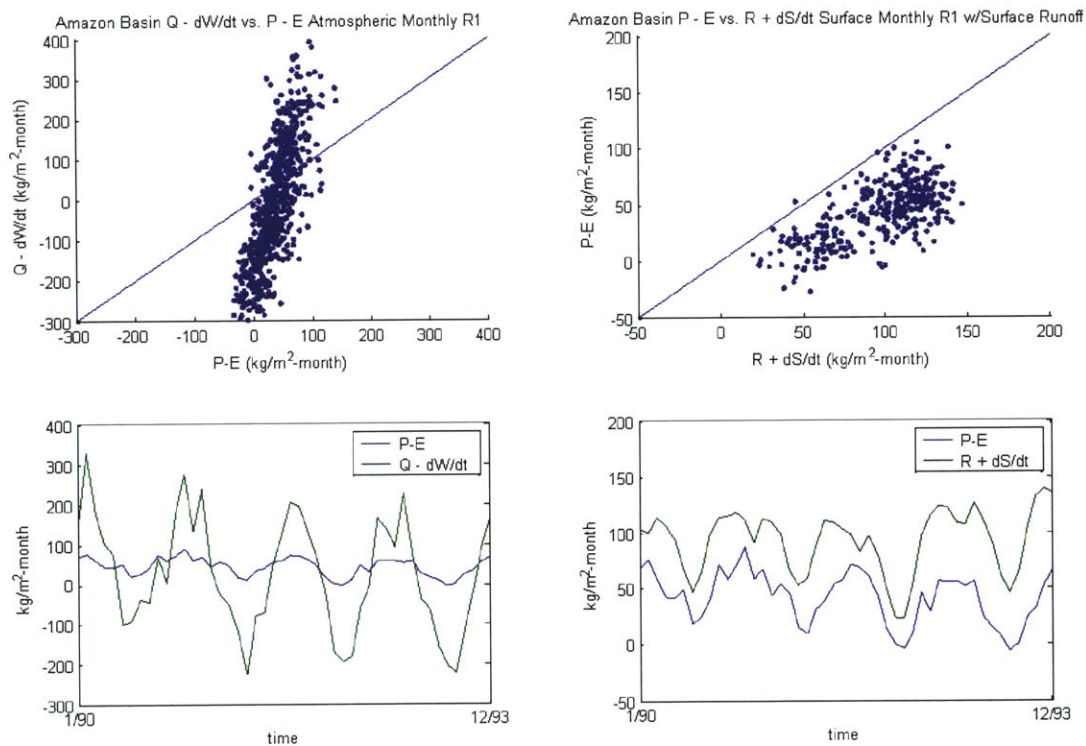 Amazon Basin Q - dW/dt vs. P - E Atmospheric Monthly R1
400
300
200
100
0
-100
-200
-300
Q - dW/dt (kg/m²-month)
-300 -200 -100 0 100 200 300 400
P-E (kg/m²-month)
Amazon Basin P - E vs. R + dS/dt Surface Monthly R1 w/Surface Runoff
200
150
100
50
0
-50
P-E (kg/m²-month)
-50 0 50 100 150 200
R + dS/dt (kg/m²-month)
400
300
200
100
0
-100
-200
-300
kg/m²-month
P-E
Q - dW/dt
1/90 12/93
time
200
150
100
50
0
-50
kg/m²-month
P-E
R + dS/dt
1/90 12/93
time